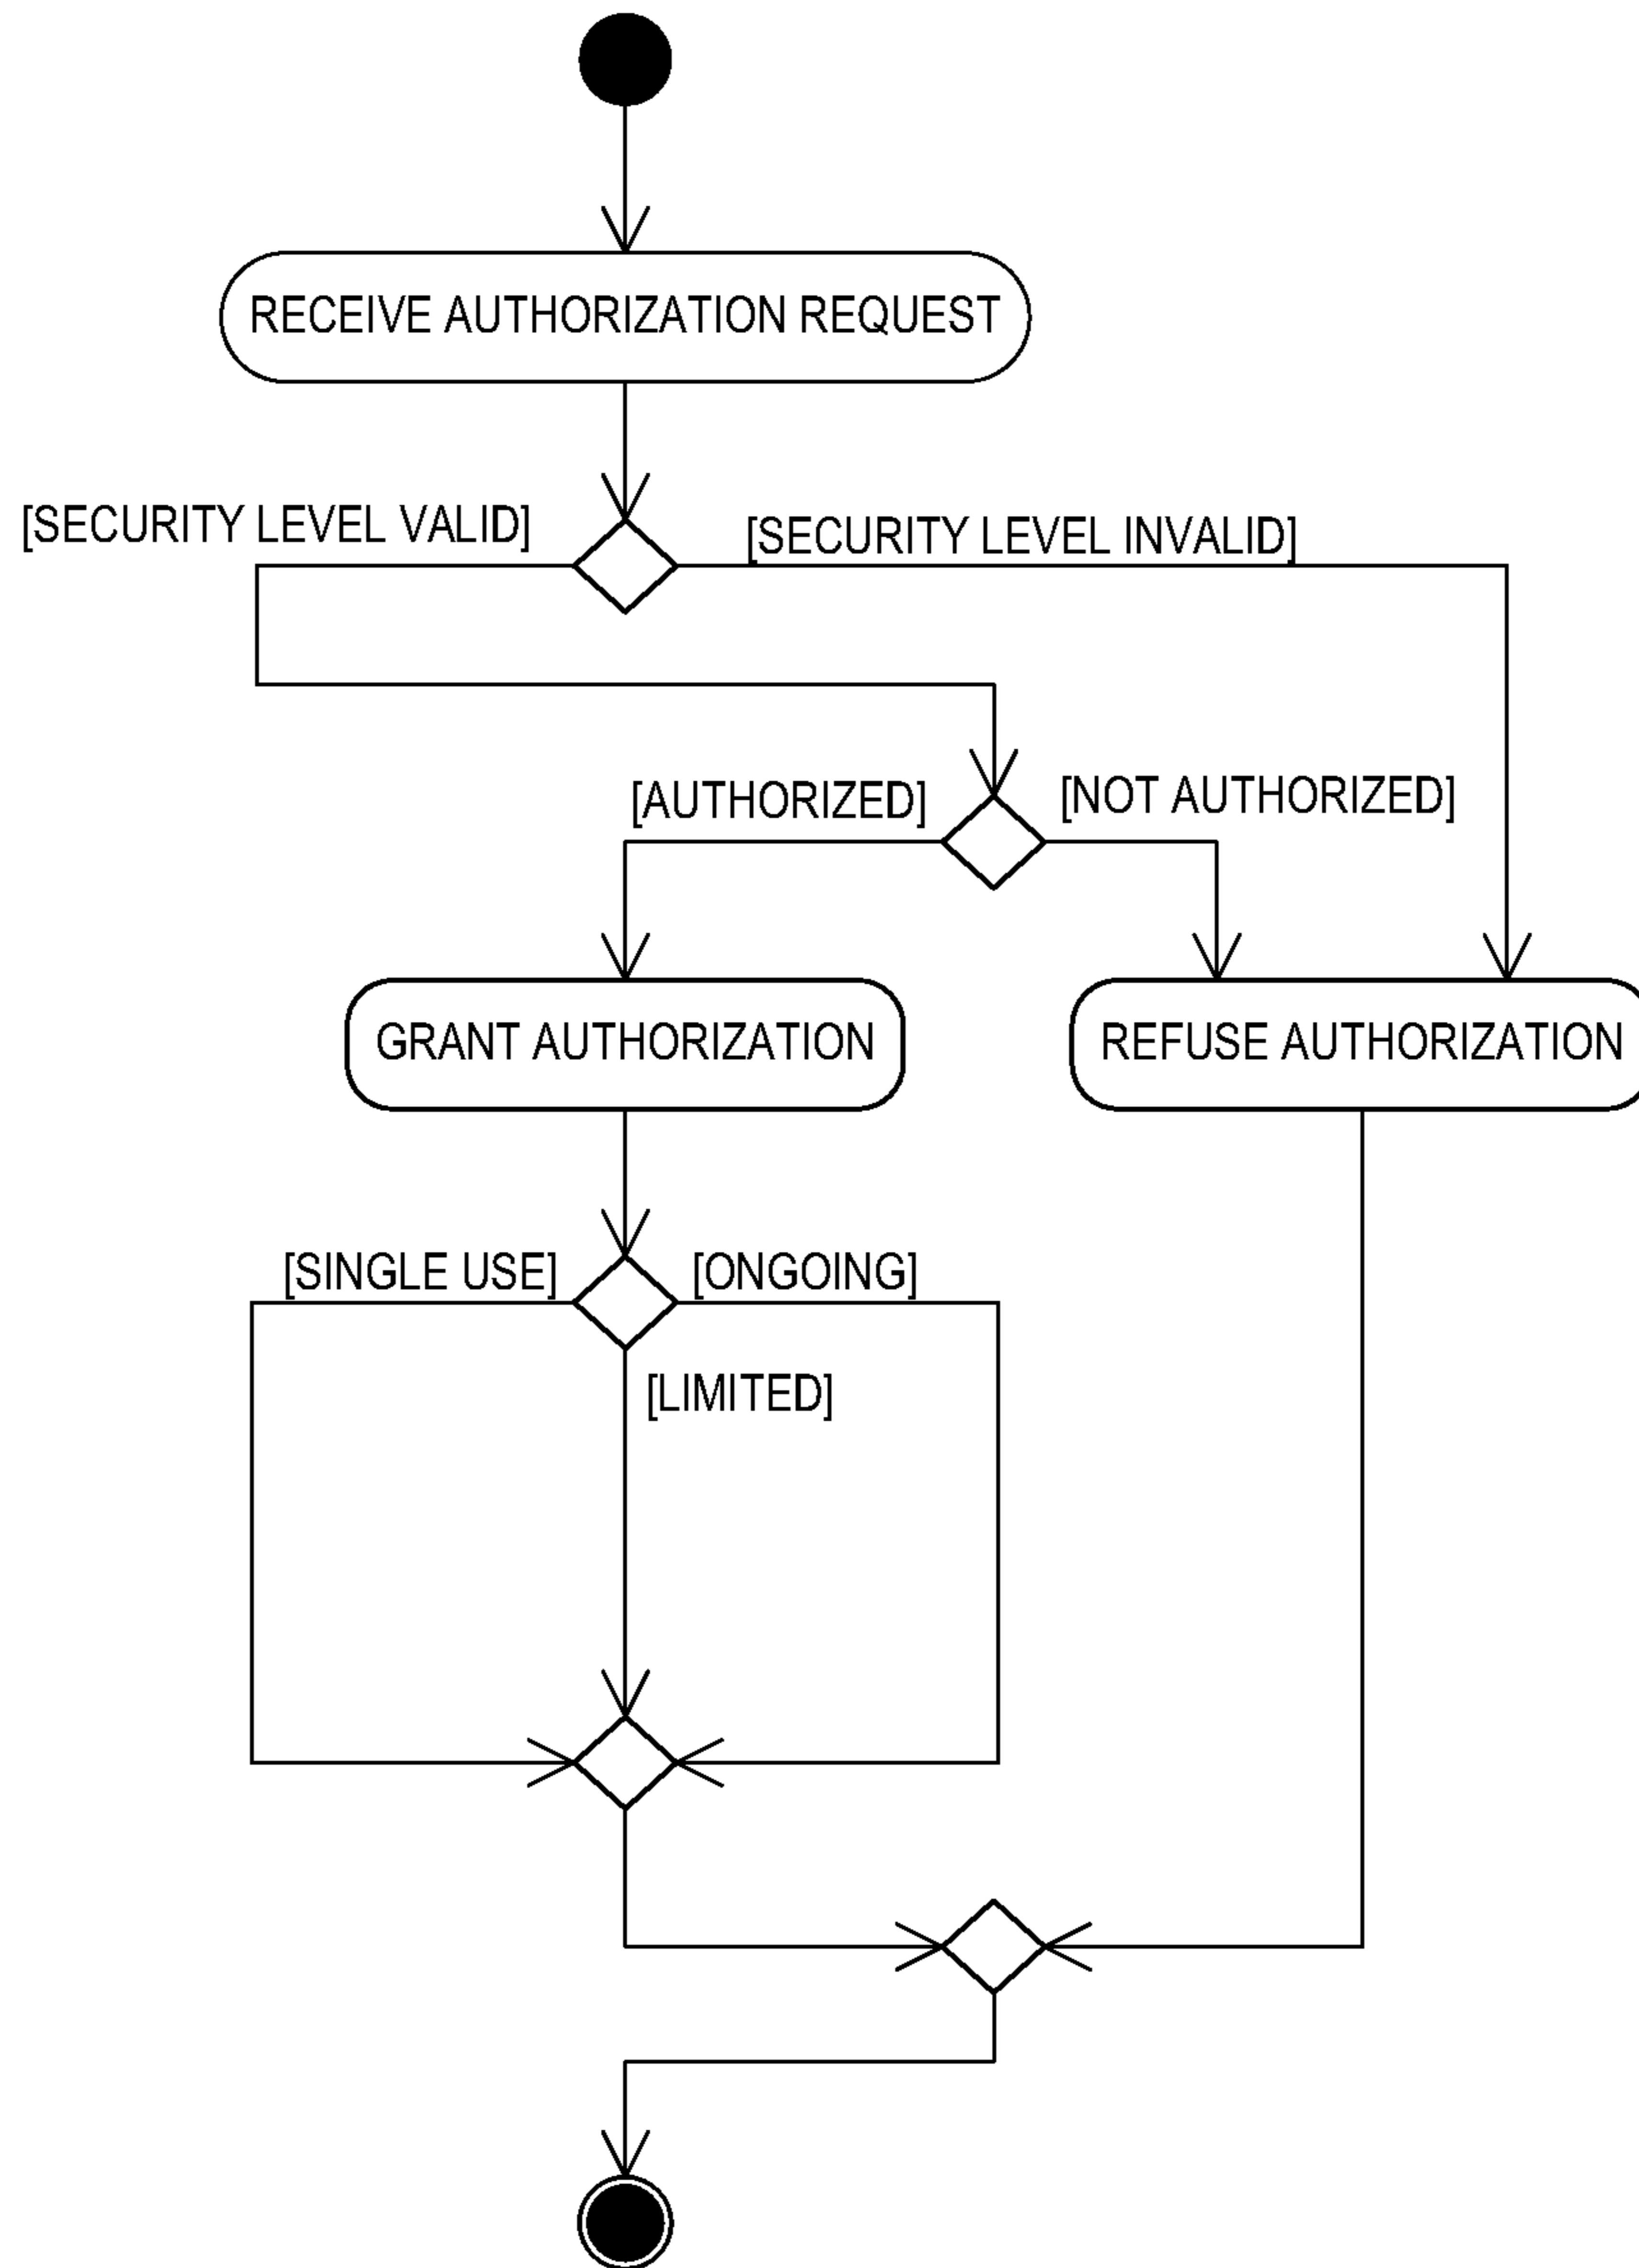 RECEIVE AUTHORIZATION REQUEST
[SECURITY LEVEL VALID]
[SECURITY LEVEL INVALID]
[AUTHORIZED]
[NOT AUTHORIZED]
GRANT AUTHORIZATION
REFUSE AUTHORIZATION
[SINGLE USE]
[ONGOING]
[LIMITED]